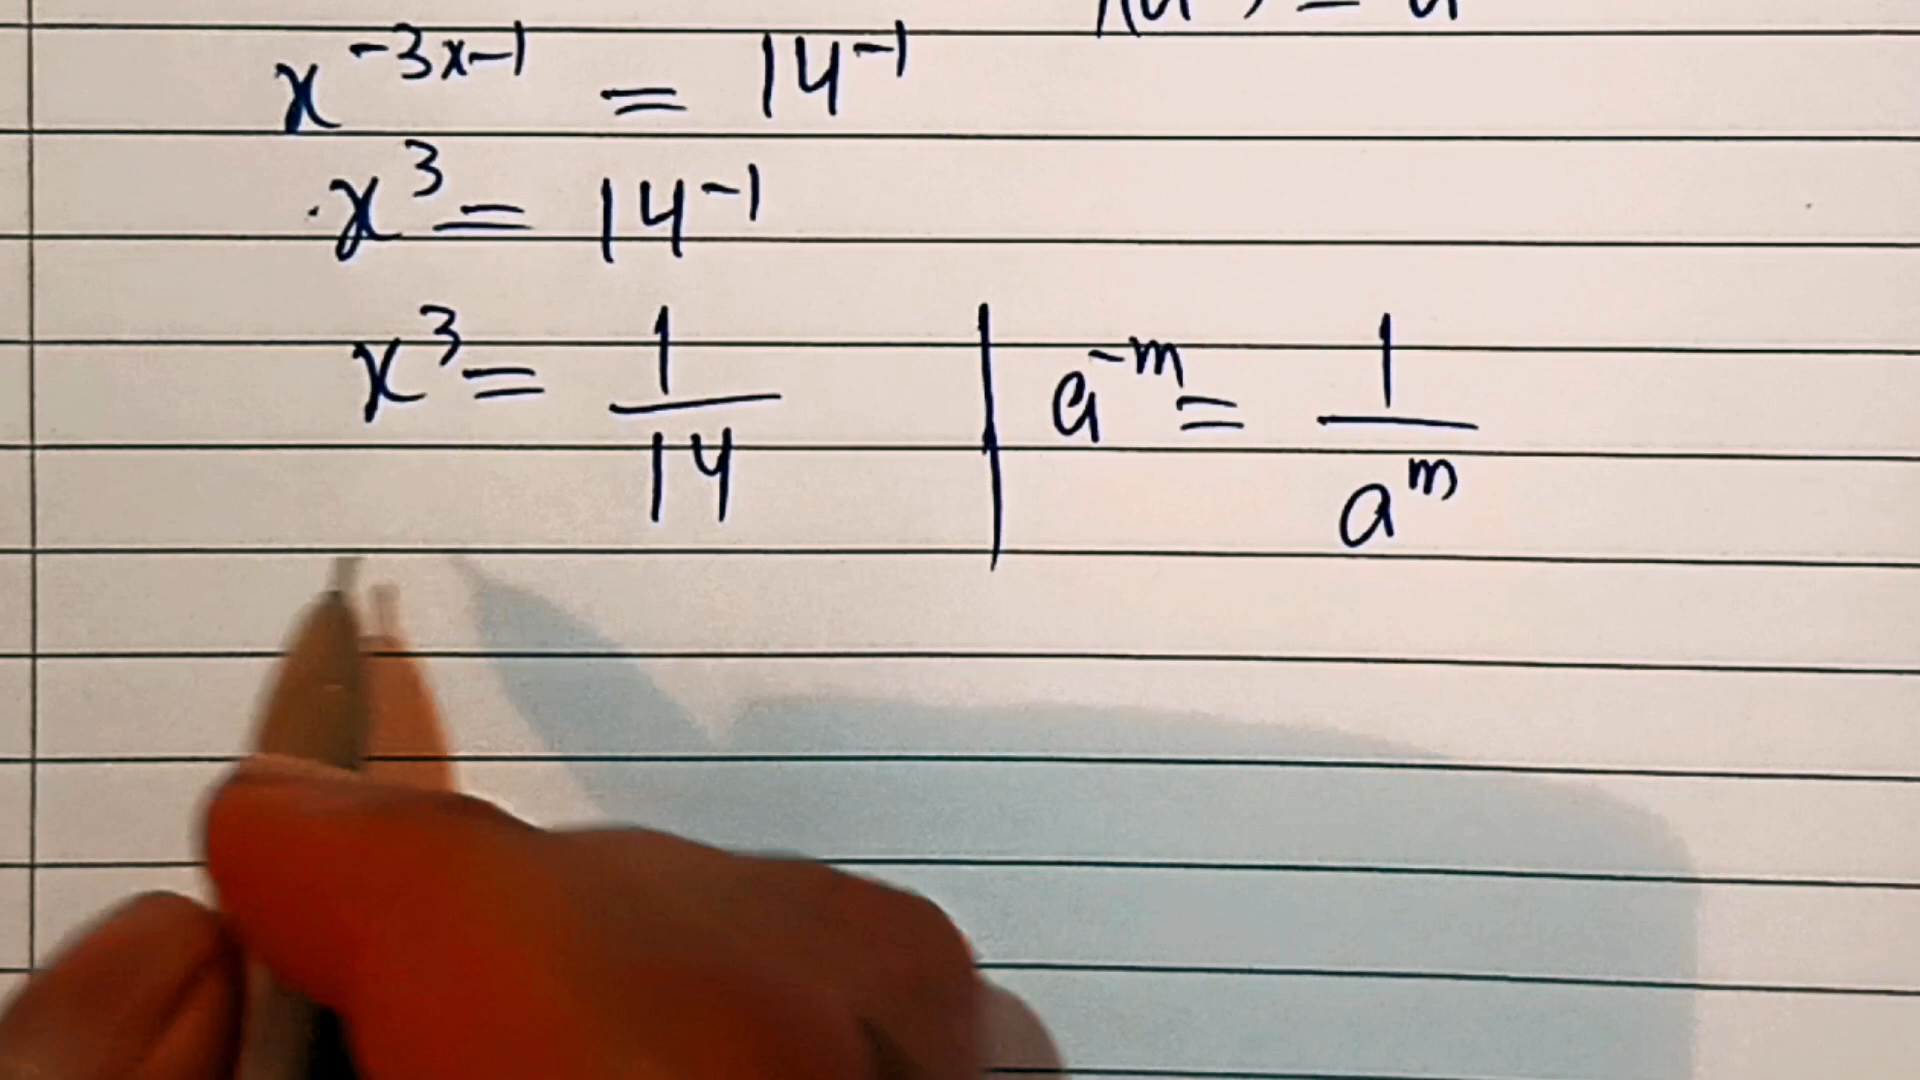 x^{-3x-1} = 14^{-1}
x^3 = 14^{-1}
x^3 = 1/14 | a^{-m} = 1/a^m